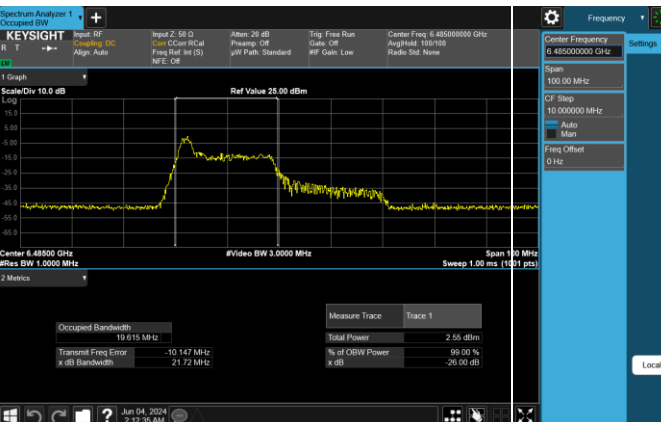 Spectrum Analyzer 1
Occupied BW
+
Frequency
KEYSIGHT
R T
LW
Input: RF
Coupling: DC
Align: Auto
Input Z: 50 Ω
Corr CCorr RCal
Freq Ref: Int (S)
NFE: Off
Atten: 20 dB
Preamp: Off
µW Path: Standard
Trig: Free Run
Gate: Off
#IF Gain: Low
Center Freq: 6.485000000 GHz
Avg|Hold: 100/100
Radio Std: None
Center Frequency
6.485000000 GHz
Settings
Span
100.00 MHz
CF Step
10.000000 MHz
Auto
Man
Freq Offset
0 Hz
1 Graph
Scale/Div 10.0 dB
Ref Value 25.00 dBm
Log
15.0
5.00
-5.00
-15.0
-25.0
-35.0
-45.0
-55.0
-65.0
Center 6.48500 GHz
#Video BW 3.0000 MHz
Span 100 MHz
#Res BW 1.0000 MHz
Sweep 1.00 ms (1001 pts)
2 Metrics
Measure Trace
Trace 1
Occupied Bandwidth
19.615 MHz
Total Power
2.55 dBm
Transmit Freq Error
-10.147 MHz
% of OBW Power
99.00 %
x dB Bandwidth
21.72 MHz
x dB
-26.00 dB
Local
?
Jun 04, 2024
2:12:35 AM